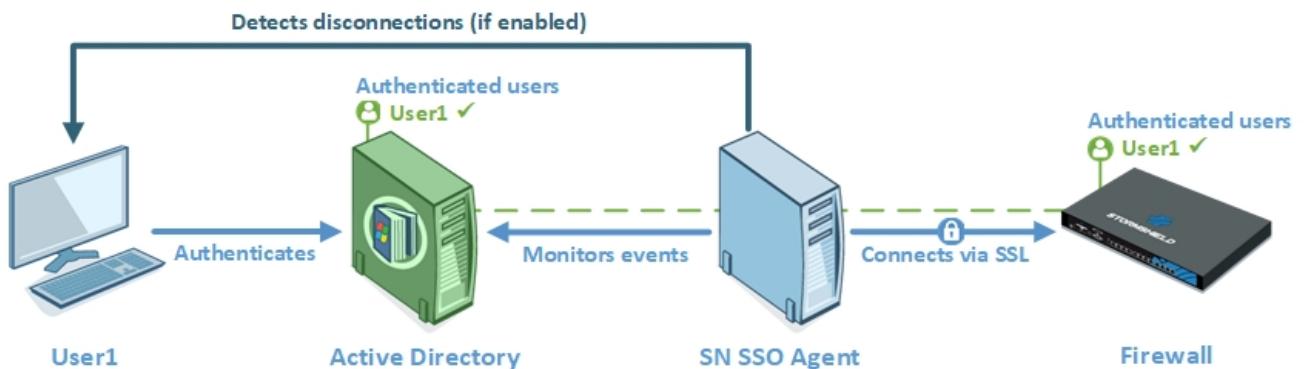 Detects disconnections (if enabled)
Authenticated users
User1 ✓
Authenticated users
User1 ✓
STORMSHIELD
Authenticates
Monitors events
Connects via SSL
User1
Active Directory
SN SSO Agent
Firewall